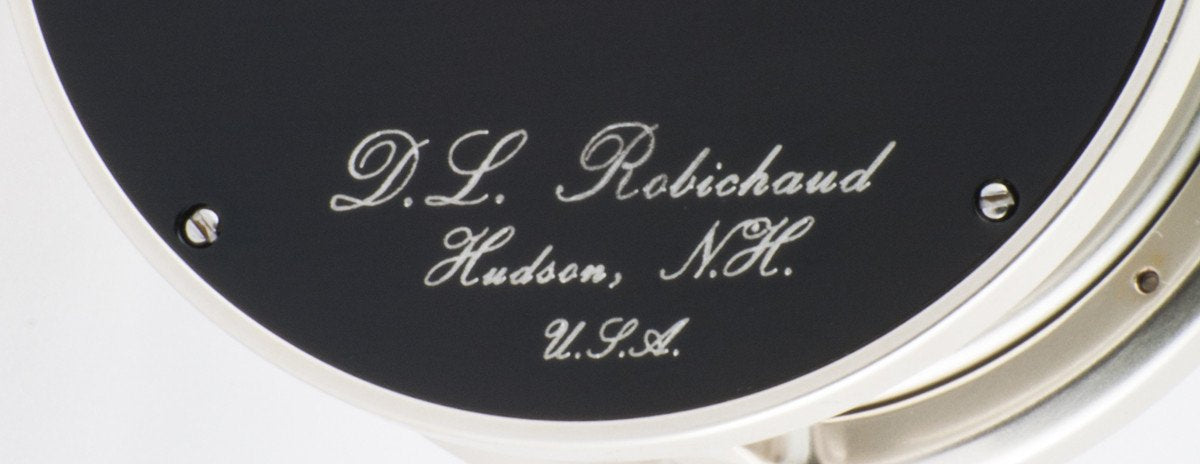 D.L. Robichaud
Hudson, N.H.
U.S.A.